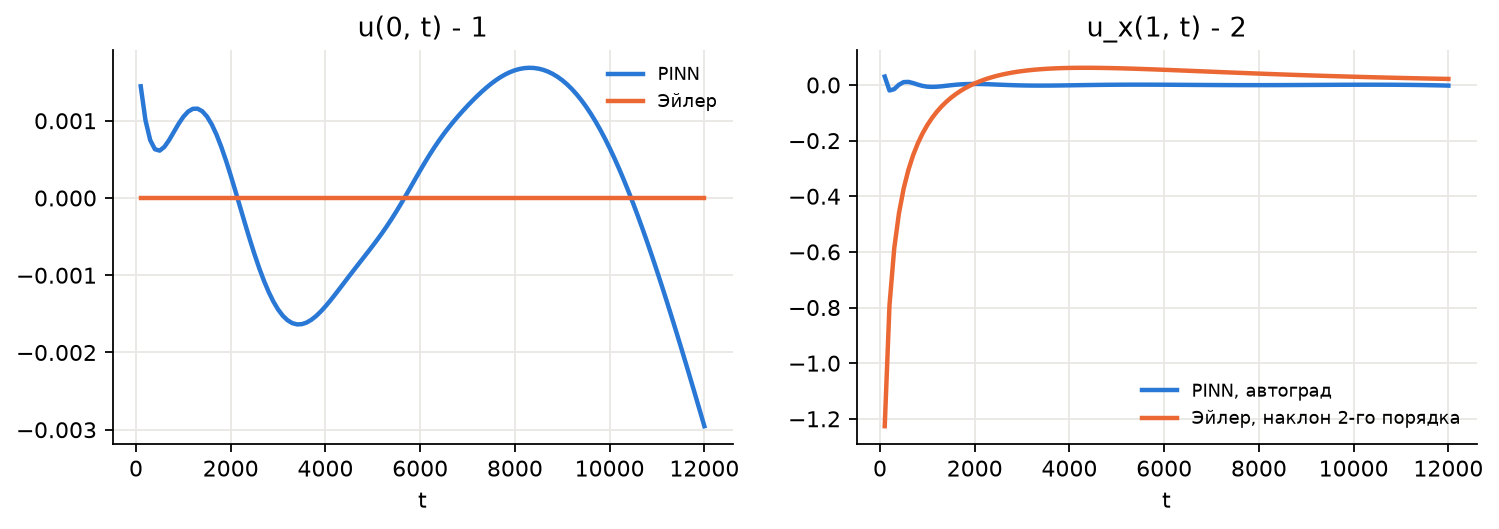 u(0, t) - 1
PINN
Эйлер
0.001
0.000
−0.001
−0.002
−0.003
0 2000 4000 6000 8000 10000 12000
t
u_x(1, t) - 2
0.0
−0.2
−0.4
−0.6
−0.8
−1.0
−1.2
PINN, автоград
Эйлер, наклон 2-го порядка
0 2000 4000 6000 8000 10000 12000
t